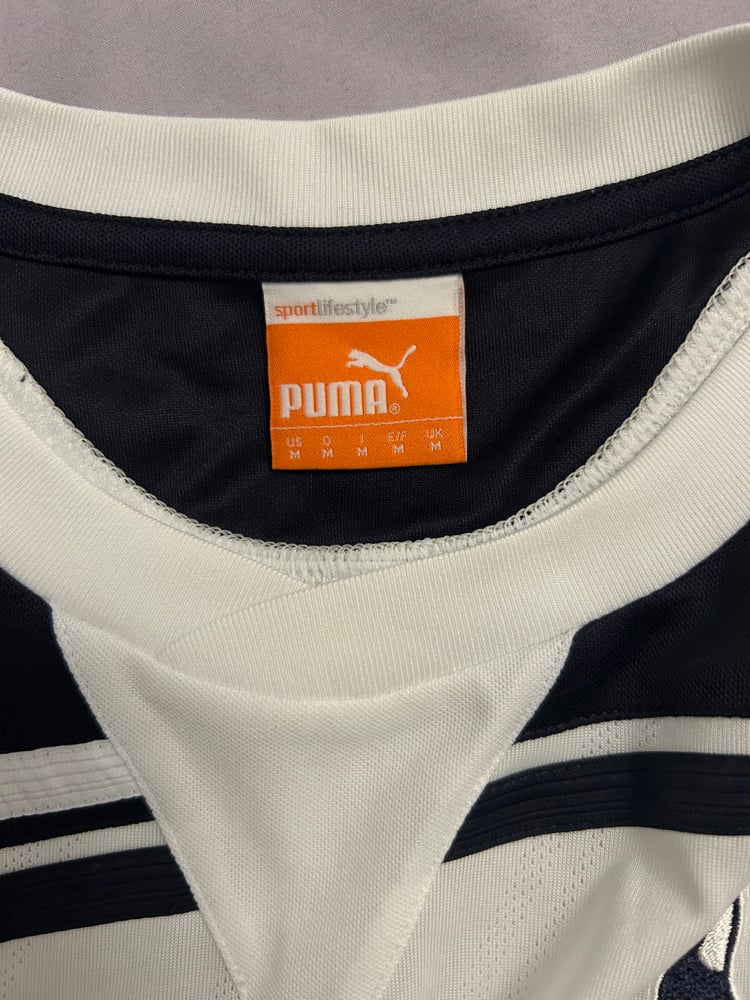 sportlifestyle™
PUMA®
US D I E/F UK
M M M M M